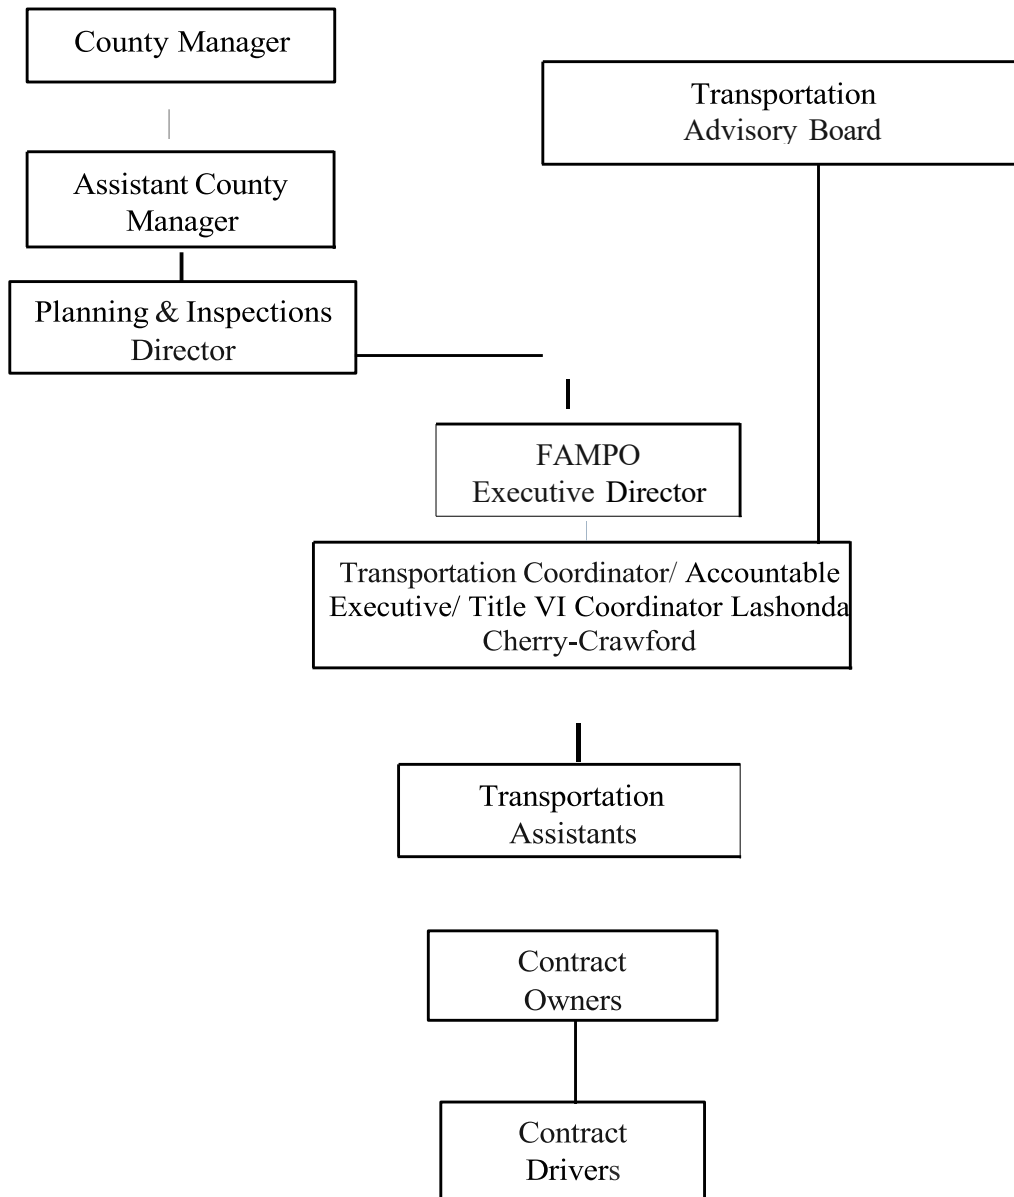 County Manager
Transportation
Advisory Board
Assistant County
Manager
Planning & Inspections
Director
FAMPO
Executive Director
Transportation Coordinator/ Accountable
Executive/ Title VI Coordinator Lashonda
Cherry-Crawford
Transportation
Assistants
Contract
Owners
Contract
Drivers